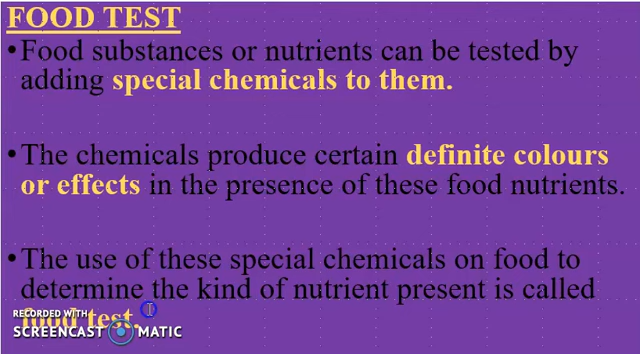 FOOD TEST
•Food substances or nutrients can be tested by
adding special chemicals to them.
•The chemicals produce certain definite colours
or effects in the presence of these food nutrients.
•The use of these special chemicals on food to
determine the kind of nutrient present is called
food test.
RECORDED WITH
SCREENCAST MATIC